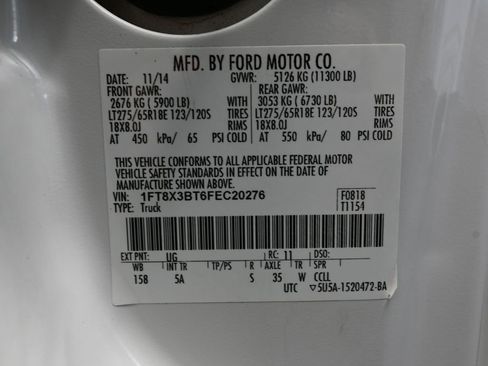 MFD. BY FORD MOTOR CO.
DATE: 11/14 GVWR: 5126 KG (11300 LB)
FRONT GAWR: REAR GAWR:
2676 KG ( 5900 LB) WITH 3053 KG ( 6730 LB) WITH
LT275/65R18E 123/120S TIRES LT275/65R18E 123/120S TIRES
18X8.0J RIMS 18X8.0J RIMS
AT 450 kPa/ 65 PSI COLD AT 550 kPa/ 80 PSI COLD
THIS VEHICLE CONFORMS TO ALL APPLICABLE FEDERAL MOTOR
VEHICLE SAFETY STANDARDS IN EFFECT ON THE DATE OF
MANUFACTURE SHOWN ABOVE.
VIN: 1FT8X3BT6FEC20276 F0818
TYPE: Truck T1154
EXT PNT: UG RC: 11 DSO:
WB INT TR TP/PS R AXLE TR SPR
158 5A S 35 W CCLL
UTC ▽5U5A-1520472-BA